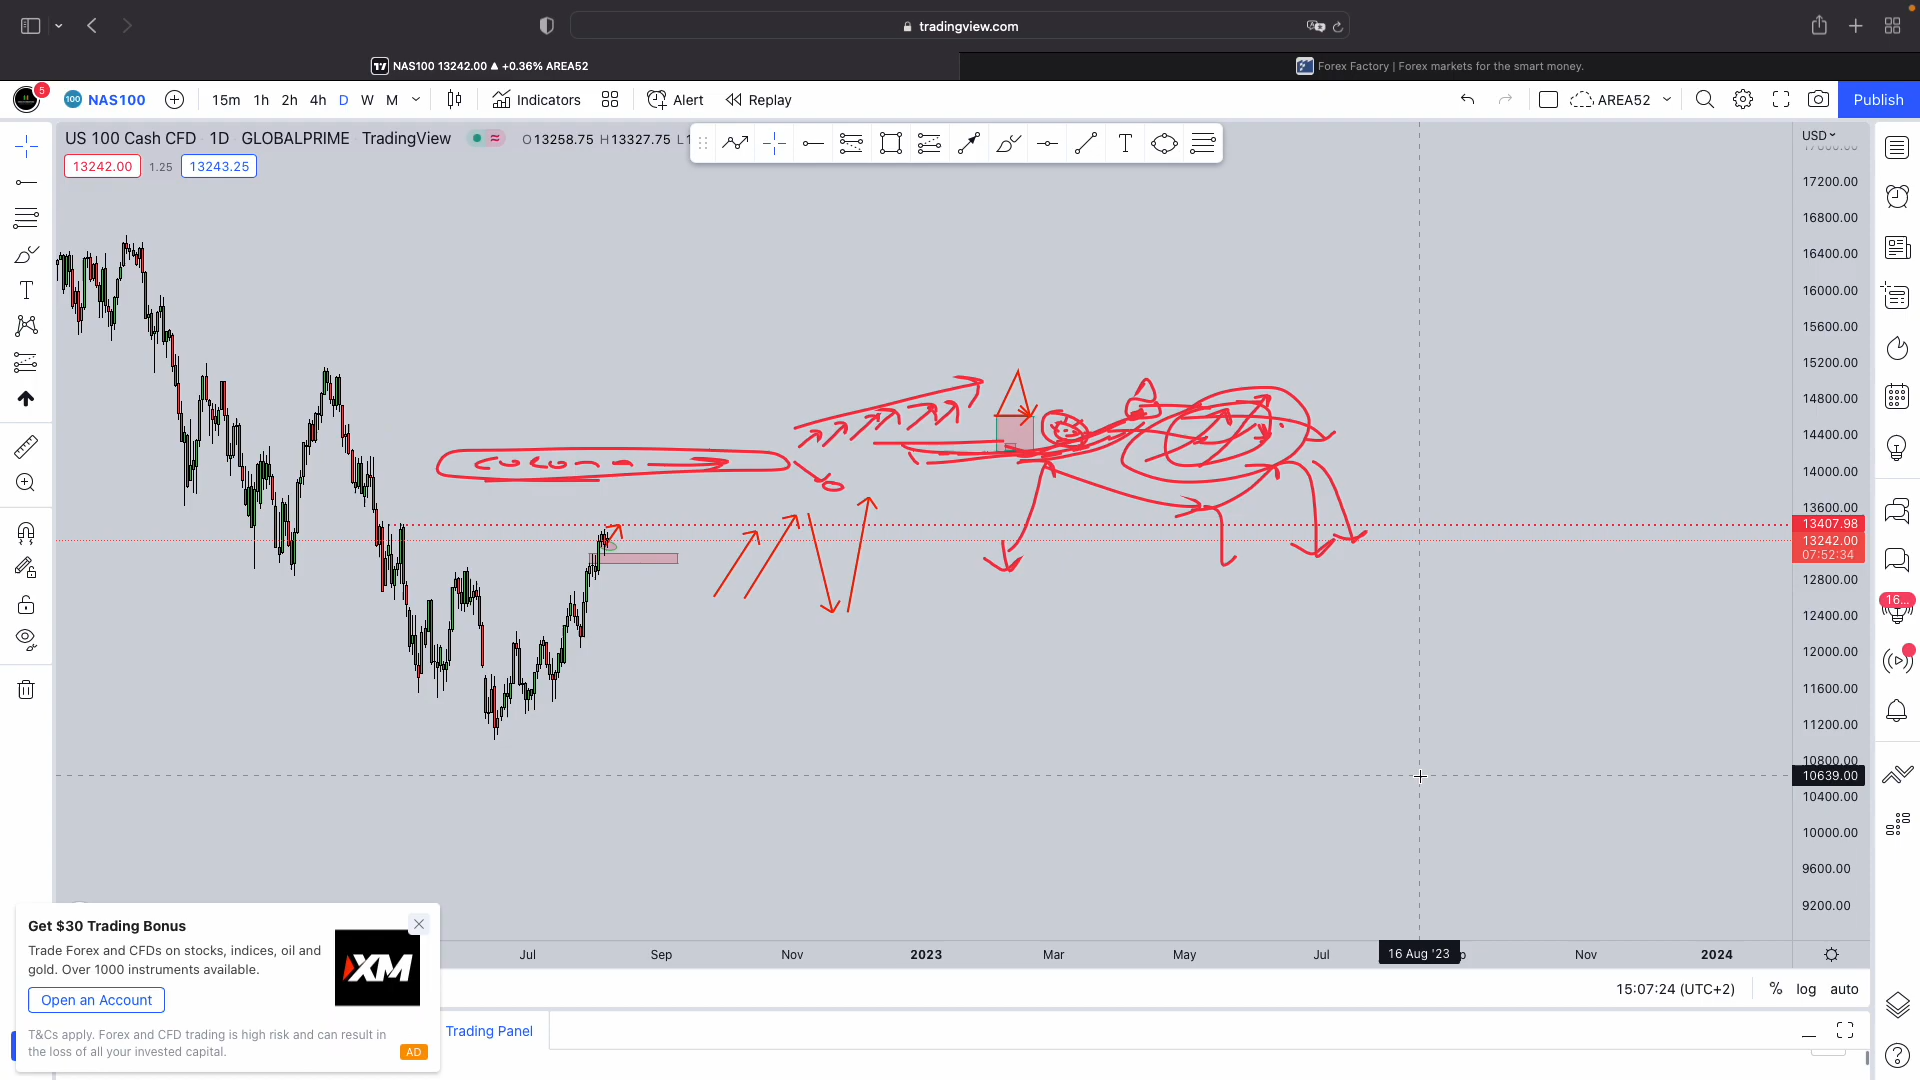 tradingview.com
NAS100 13242.00 ▲ +0.36% AREA52
Forex Factory | Forex markets for the smart money.
5
100 NAS100 15m 1h 2h 4h D W M Indicators Alert Replay AREA52 Publish
US 100 Cash CFD 1D GLOBALPRIME TradingView O13258.75 H13327.75 L1
13242.00 1.25 13243.25
USD
17200.00
16800.00
16400.00
16000.00
15600.00
15200.00
14800.00
14400.00
14000.00
13600.00
13407.98
13242.00
07:52:34
12800.00
12400.00
12000.00
11600.00
11200.00
10800.00
10639.00
10400.00
10000.00
9600.00
9200.00
16...
Jul Sep Nov 2023 Mar May Jul 16 Aug '23 Nov 2024
15:07:24 (UTC+2) % log auto
Trading Panel
Get $30 Trading Bonus
Trade Forex and CFDs on stocks, indices, oil and
gold. Over 1000 instruments available.
XM
Open an Account
T&Cs apply. Forex and CFD trading is high risk and can result in
the loss of all your invested capital.
AD